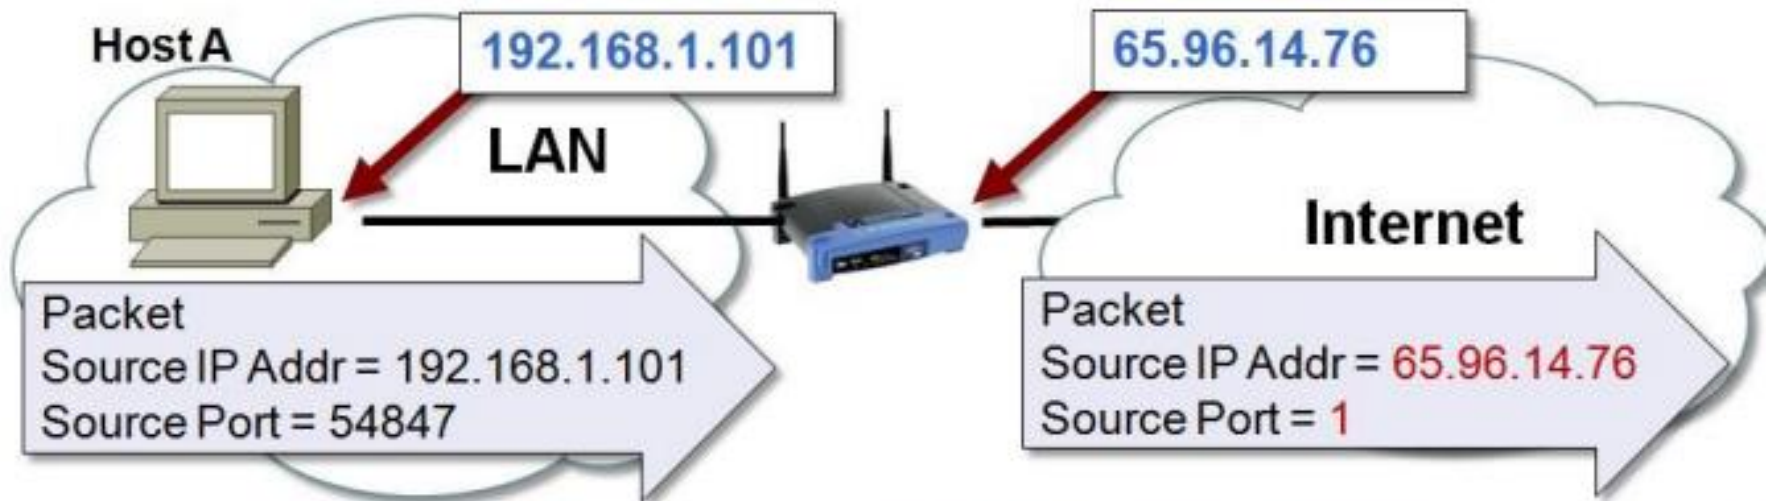 Host A
192.168.1.101
65.96.14.76
LAN
Internet
Packet
Source IP Addr = 192.168.1.101
Source Port = 54847
Packet
Source IP Addr = 65.96.14.76
Source Port = 1